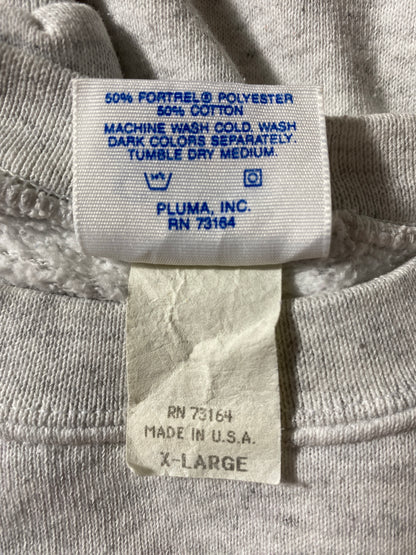 50% FORTREL® POLYESTER
50% COTTON
MACHINE WASH COLD, WASH
DARK COLORS SEPARATELY.
TUMBLE DRY MEDIUM.
PLUMA, INC.
RN 73164
RN 73164
MADE IN U.S.A.
X-LARGE